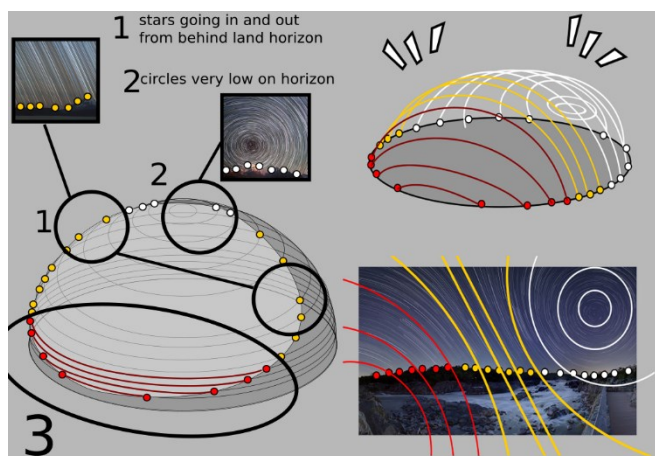 1 stars going in and out
from behind land horizon
2 circles very low on horizon
2
1
3